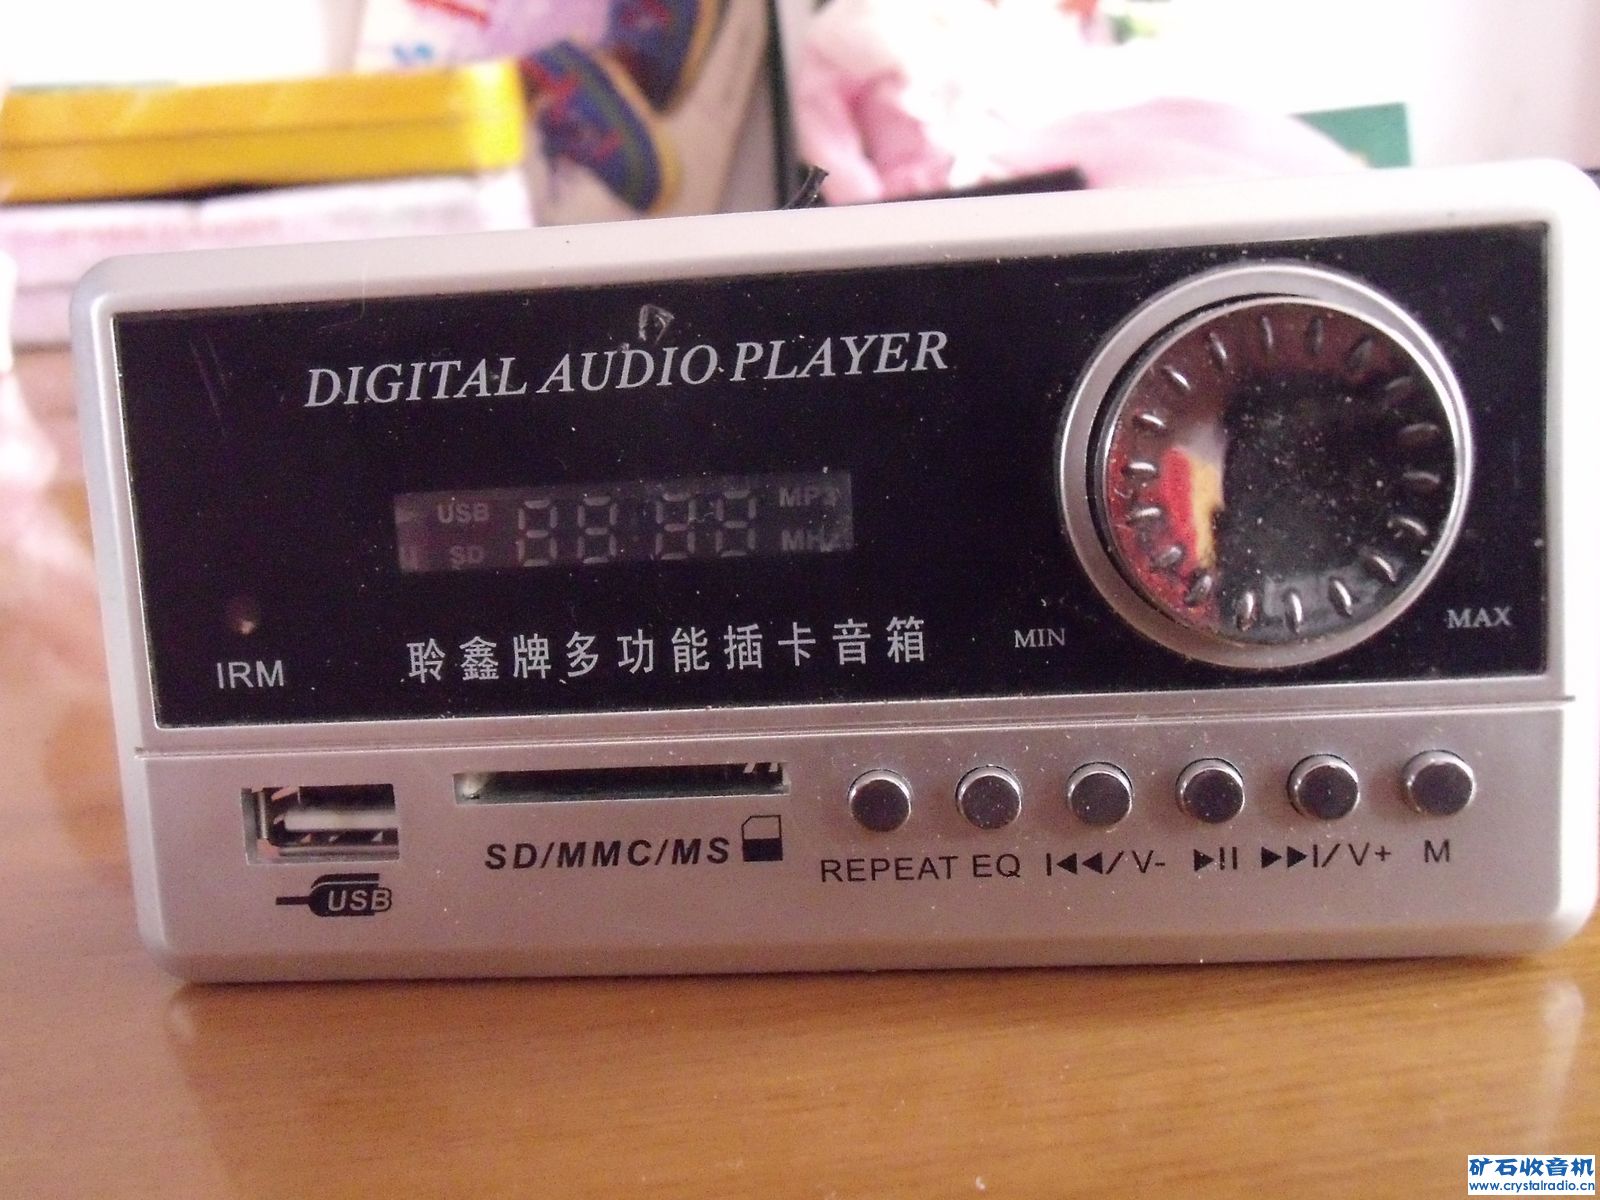 DIGITAL AUDIO PLAYER
USB MP3
SD MHz
聆鑫牌多功能插卡音箱
IRM
MIN
MAX
SD/MMC/MS
USB
REPEAT EQ I◀◀/V- ▶II ▶▶I/V+ M
矿石收音机
www.crystalradio.cn